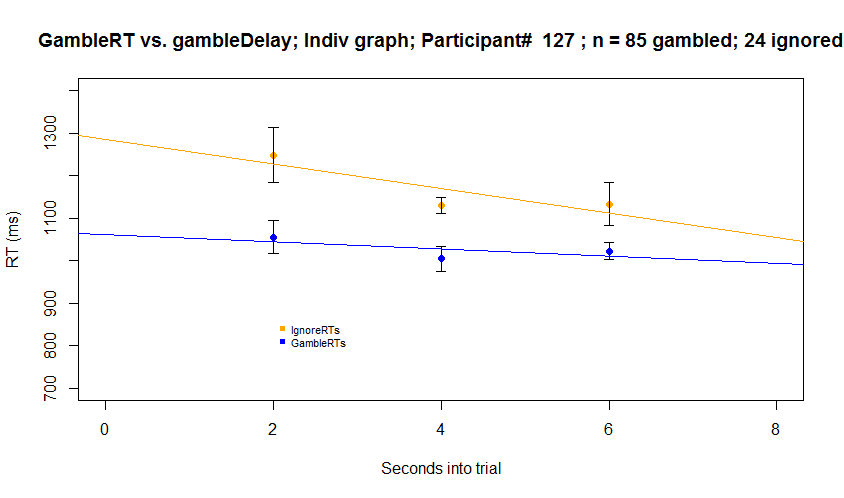 GambleRT vs. gambleDelay; Indiv graph; Participant#  127 ; n = 85 gambled; 24 ignored
1300
1100
900
800
700
RT (ms)
IgnoreRTs
GambleRTs
0 2 4 6 8
Seconds into trial